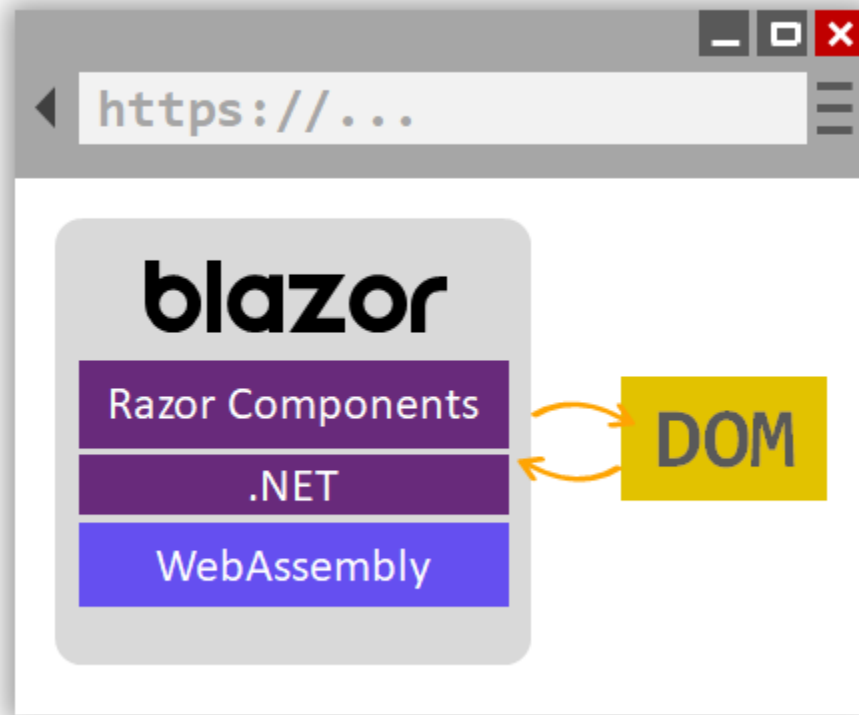 https://...
blazor
Razor Components
.NET
WebAssembly
DOM